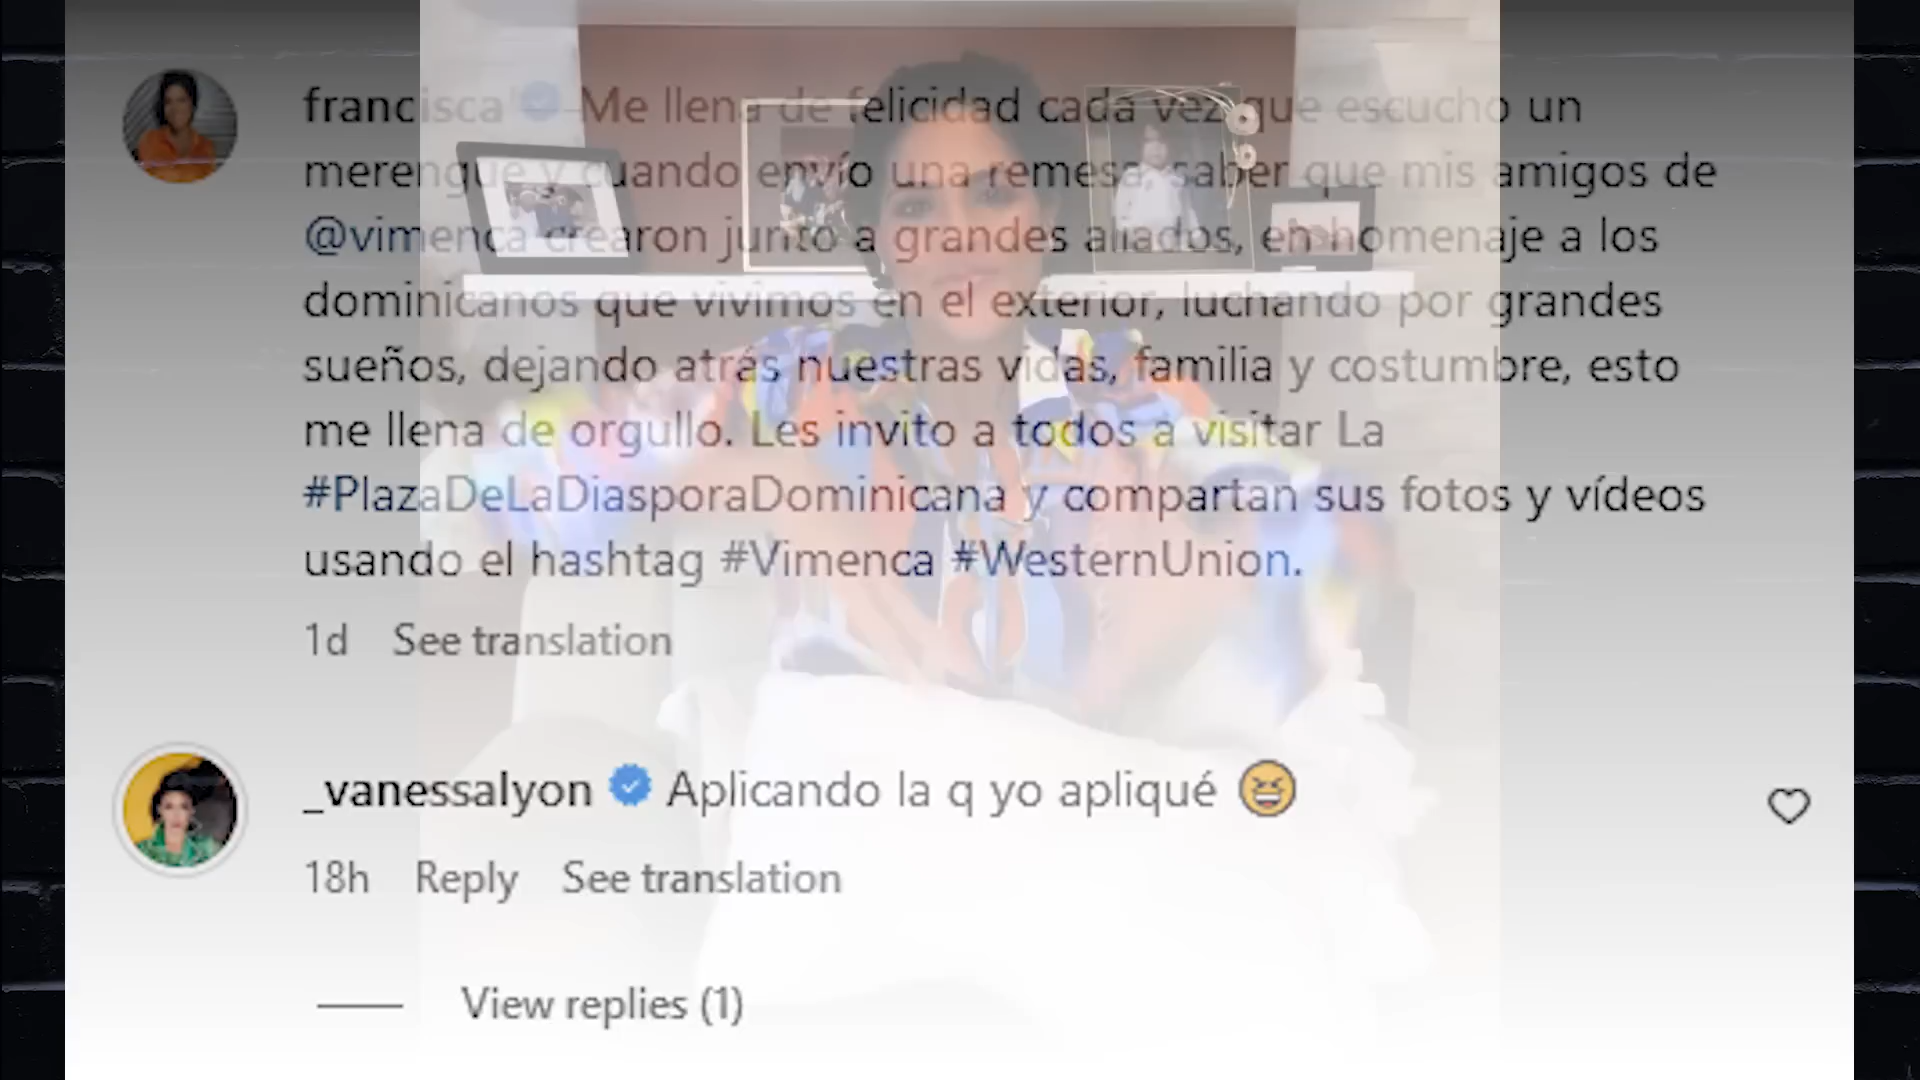 francisca Me llena de felicidad cada vez que escucho un
merengue y cuando envío una remesa, saber que mis amigos de
@vimenca crearon junto a grandes aliados, en homenaje a los
dominicanos que vivimos en el exterior, luchando por grandes
sueños, dejando atrás nuestras vidas, familia y costumbre, esto
me llena de orgullo. Les invito a todos a visitar La
#PlazaDeLaDiasporaDominicana y compartan sus fotos y vídeos
usando el hashtag #Vimenca #WesternUnion.
1d See translation
_vanessalyon Aplicando la q yo apliqué 😆
18h Reply See translation
View replies (1)